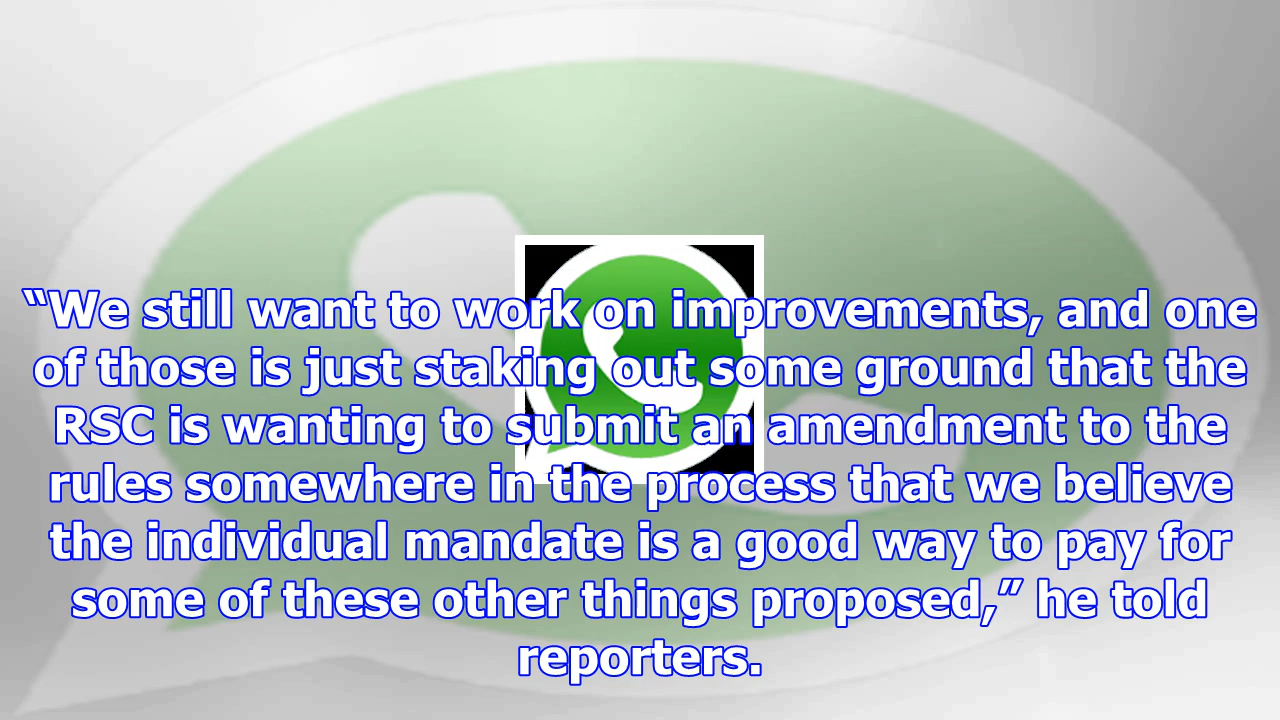 “We still want to work on improvements, and one
of those is just staking out some ground that the
RSC is wanting to submit an amendment to the
rules somewhere in the process that we believe
the individual mandate is a good way to pay for
some of these other things proposed,” he told
reporters.